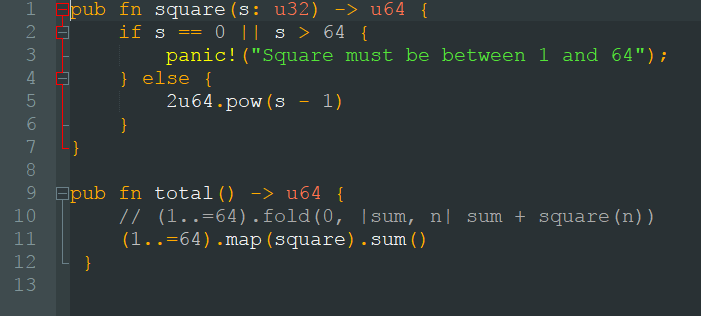 1 pub fn square(s: u32) -> u64 {
2     if s == 0 || s > 64 {
3         panic!("Square must be between 1 and 64");
4     } else {
5         2u64.pow(s - 1)
6     }
7 }
8
9 pub fn total() -> u64 {
10     // (1..=64).fold(0, |sum, n| sum + square(n))
11     (1..=64).map(square).sum()
12  }
13